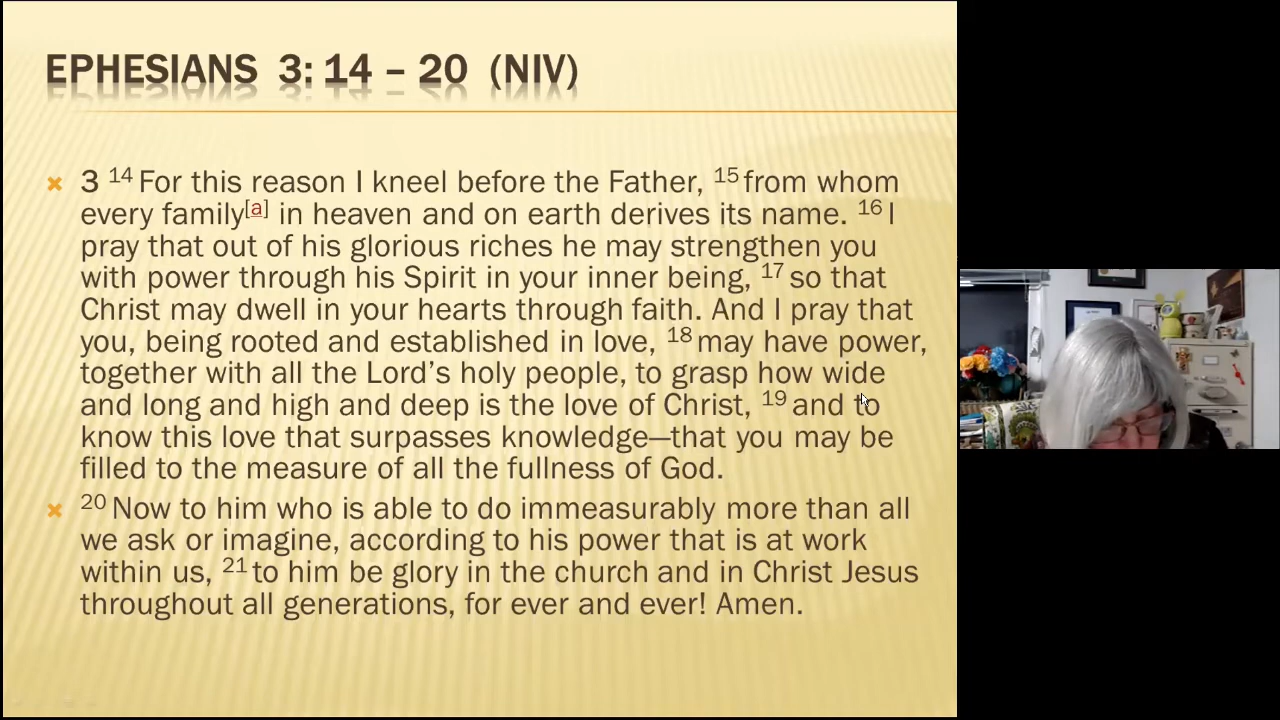 EPHESIANS 3: 14 – 20 (NIV)
3 14 For this reason I kneel before the Father, 15 from whom
every family[a] in heaven and on earth derives its name. 16 I
pray that out of his glorious riches he may strengthen you
with power through his Spirit in your inner being, 17 so that
Christ may dwell in your hearts through faith. And I pray that
you, being rooted and established in love, 18 may have power,
together with all the Lord’s holy people, to grasp how wide
and long and high and deep is the love of Christ, 19 and to
know this love that surpasses knowledge—that you may be
filled to the measure of all the fullness of God.
20 Now to him who is able to do immeasurably more than all
we ask or imagine, according to his power that is at work
within us, 21 to him be glory in the church and in Christ Jesus
throughout all generations, for ever and ever! Amen.